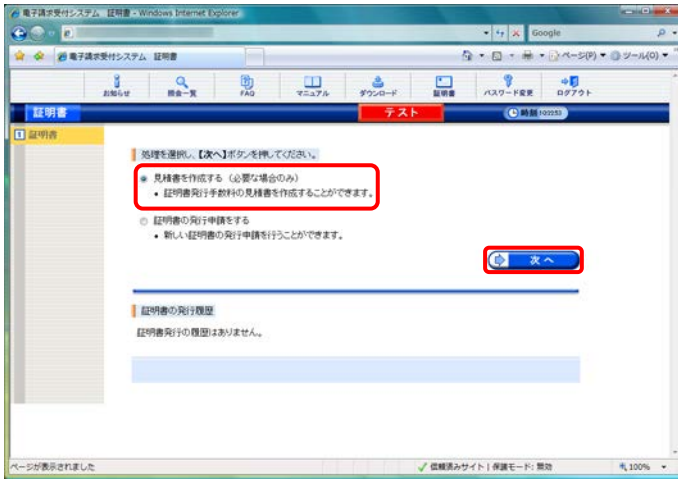 電子請求受付システム 証明書 - Windows Internet Explorer
Google
電子請求受付システム 証明書
ページ(P) ツール(O)
お知らせ 照会一覧 FAQ マニュアル ダウンロード 証明書 パスワード変更 ログアウト
証明書 テスト
1 証明書
処理を選択し、【次へ】ボタンを押してください。
見積書を作成する（必要な場合のみ）
• 証明書発行手数料の見積書を作成することができます。
証明書の発行申請をする
• 新しい証明書の発行申請を行うことができます。
次へ
証明書の発行履歴
証明書発行の履歴はありません。
ページが表示されました 信頼済みサイト | 保護モード: 無効 100%